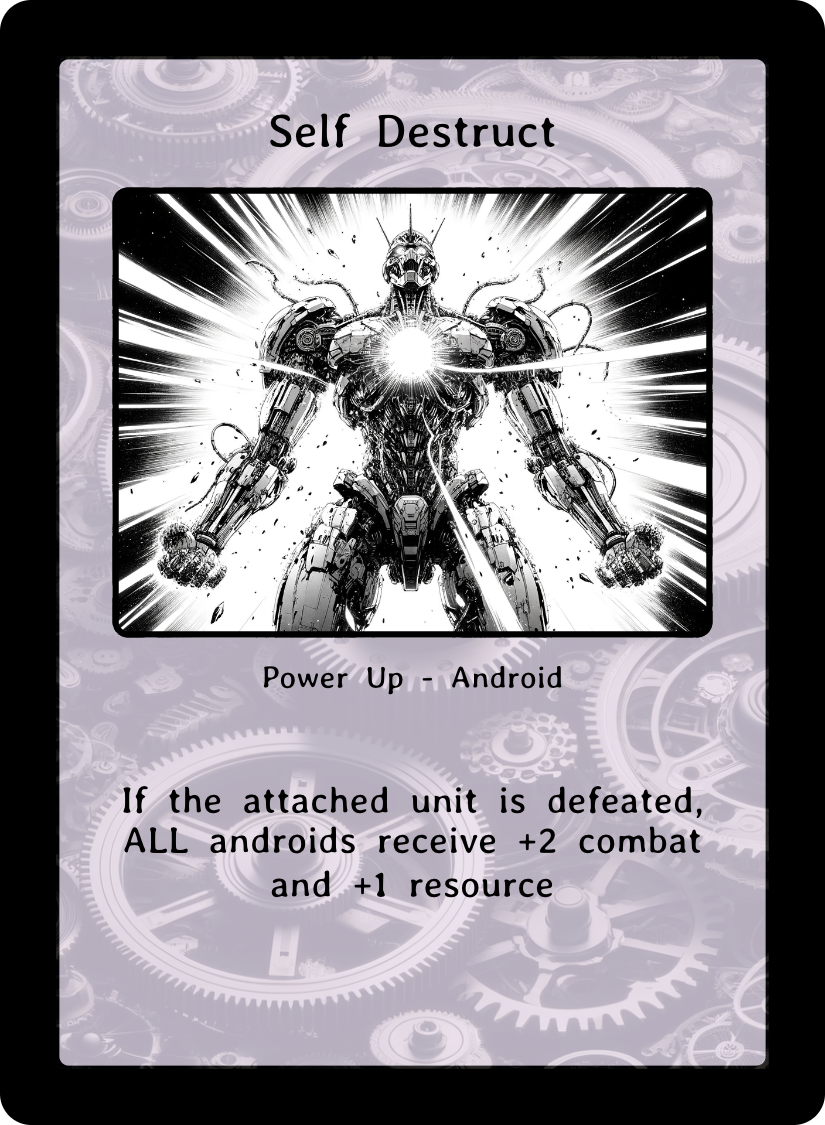 Self Destruct
Power Up - Android
If the attached unit is defeated,
ALL androids receive +2 combat
and +1 resource